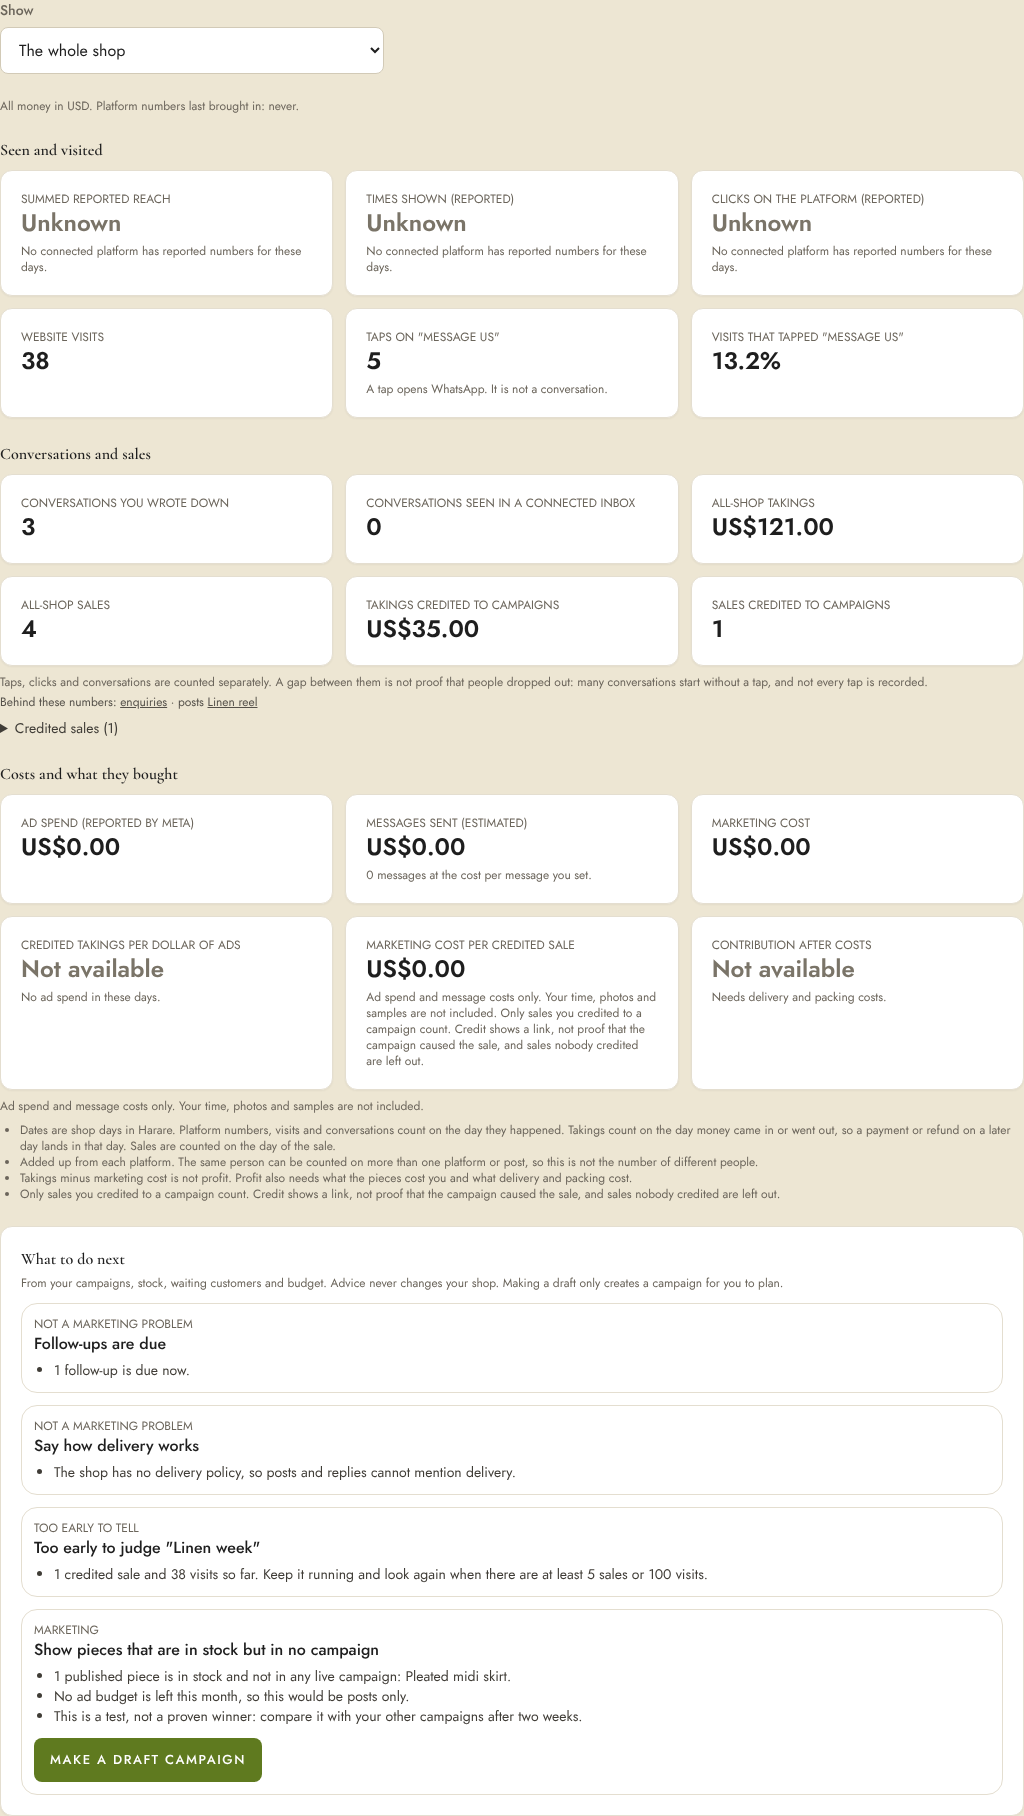 Show
The whole shop
All money in USD. Platform numbers last brought in: never.
Seen and visited
SUMMED REPORTED REACH
Unknown
No connected platform has reported numbers for these
days.
TIMES SHOWN (REPORTED)
Unknown
No connected platform has reported numbers for these
days.
CLICKS ON THE PLATFORM (REPORTED)
Unknown
No connected platform has reported numbers for these
days.
WEBSITE VISITS
38
TAPS ON "MESSAGE US"
5
A tap opens WhatsApp. It is not a conversation.
VISITS THAT TAPPED "MESSAGE US"
13.2%
Conversations and sales
CONVERSATIONS YOU WROTE DOWN
3
CONVERSATIONS SEEN IN A CONNECTED INBOX
0
ALL-SHOP TAKINGS
US$121.00
ALL-SHOP SALES
4
TAKINGS CREDITED TO CAMPAIGNS
US$35.00
SALES CREDITED TO CAMPAIGNS
1
Taps, clicks and conversations are counted separately. A gap between them is not proof that people dropped out: many conversations start without a tap, and not every tap is recorded.
Behind these numbers: enquiries · posts Linen reel
Credited sales (1)
Costs and what they bought
AD SPEND (REPORTED BY META)
US$0.00
MESSAGES SENT (ESTIMATED)
US$0.00
0 messages at the cost per message you set.
MARKETING COST
US$0.00
CREDITED TAKINGS PER DOLLAR OF ADS
Not available
No ad spend in these days.
MARKETING COST PER CREDITED SALE
US$0.00
Ad spend and message costs only. Your time, photos and
samples are not included. Only sales you credited to a
campaign count. Credit shows a link, not proof that the
campaign caused the sale, and sales nobody credited
are left out.
CONTRIBUTION AFTER COSTS
Not available
Needs delivery and packing costs.
Ad spend and message costs only. Your time, photos and samples are not included.
• Dates are shop days in Harare. Platform numbers, visits and conversations count on the day they happened. Takings count on the day money came in or went out, so a payment or refund on a later
day lands in that day. Sales are counted on the day of the sale.
• Added up from each platform. The same person can be counted on more than one platform or post, so this is not the number of different people.
• Takings minus marketing cost is not profit. Profit also needs what the pieces cost you and what delivery and packing cost.
• Only sales you credited to a campaign count. Credit shows a link, not proof that the campaign caused the sale, and sales nobody credited are left out.
What to do next
From your campaigns, stock, waiting customers and budget. Advice never changes your shop. Making a draft only creates a campaign for you to plan.
NOT A MARKETING PROBLEM
Follow-ups are due
• 1 follow-up is due now.
NOT A MARKETING PROBLEM
Say how delivery works
• The shop has no delivery policy, so posts and replies cannot mention delivery.
TOO EARLY TO TELL
Too early to judge "Linen week"
• 1 credited sale and 38 visits so far. Keep it running and look again when there are at least 5 sales or 100 visits.
MARKETING
Show pieces that are in stock but in no campaign
• 1 published piece is in stock and not in any live campaign: Pleated midi skirt.
• No ad budget is left this month, so this would be posts only.
• This is a test, not a proven winner: compare it with your other campaigns after two weeks.
MAKE A DRAFT CAMPAIGN